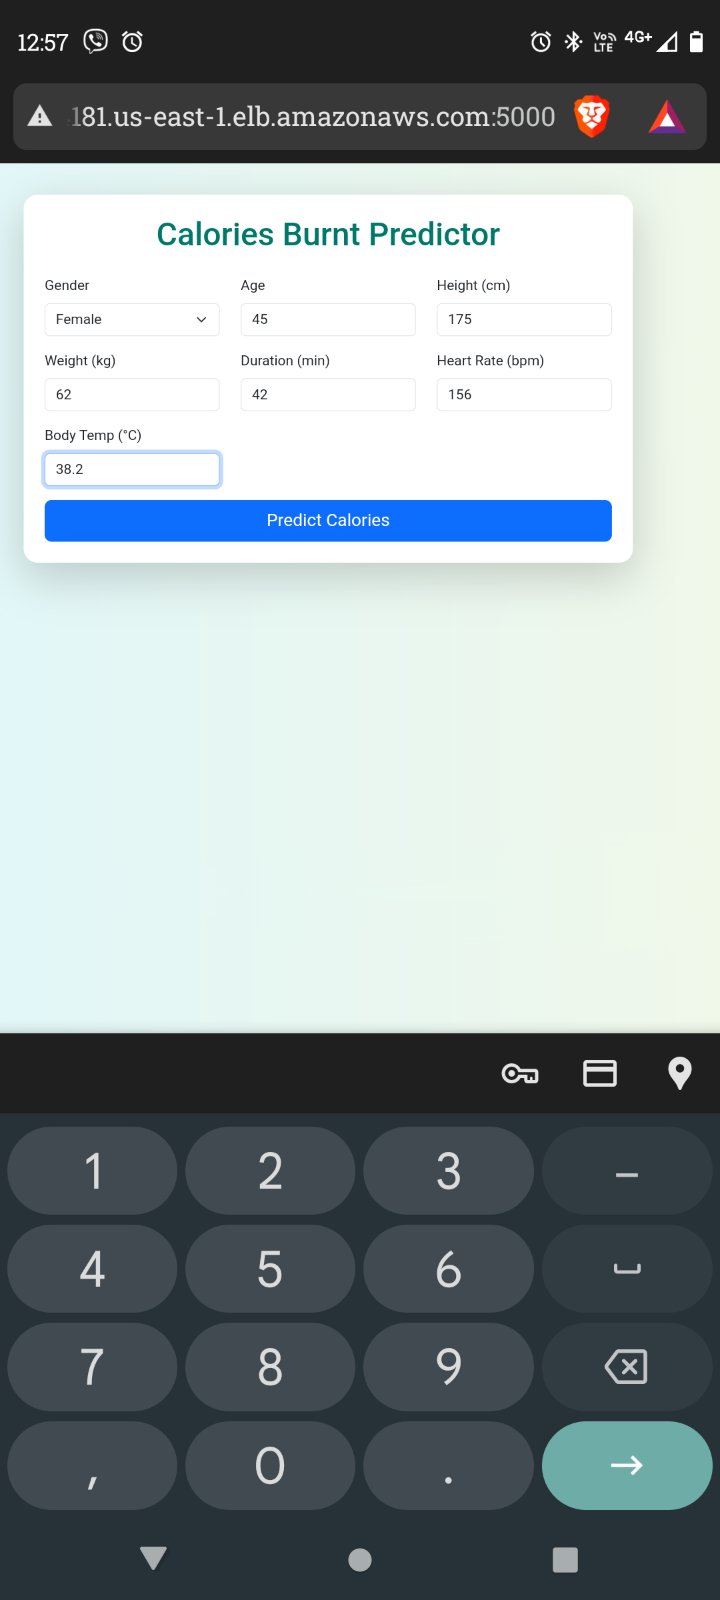 12:57 Vo LTE 4G+
181.us-east-1.elb.amazonaws.com:5000
Calories Burnt Predictor
Gender Age Height (cm)
Female 45 175
Weight (kg) Duration (min) Heart Rate (bpm)
62 42 156
Body Temp (°C)
38.2
Predict Calories
1 2 3 –
4 5 6
7 8 9
, 0 .